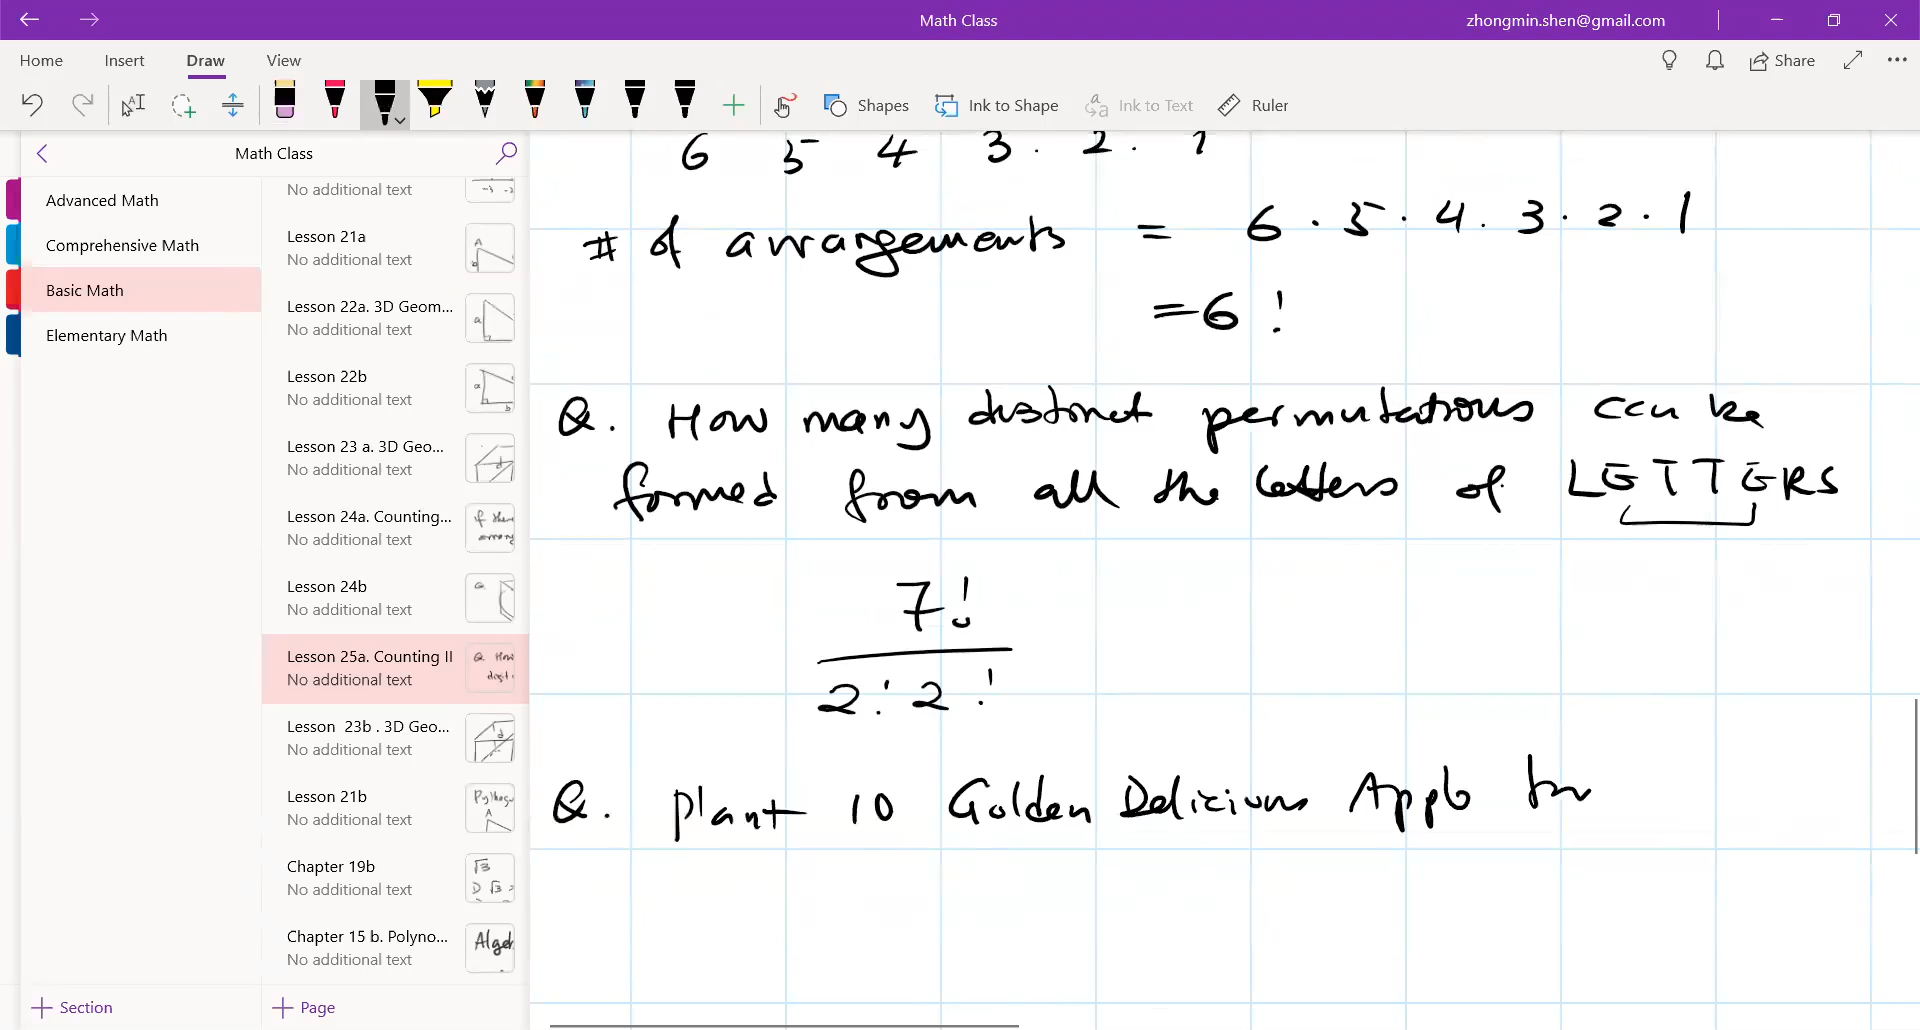 Math Class
zhongmin.shen@gmail.com
Home Insert Draw View
Share
Shapes
Ink to Shape
Ink to Text
Ruler
Math Class
Advanced Math
Comprehensive Math
Basic Math
Elementary Math
No additional text
Lesson 21a
No additional text
Lesson 22a. 3D Geom...
No additional text
Lesson 22b
No additional text
Lesson 23 a. 3D Geo...
No additional text
Lesson 24a. Counting...
No additional text
Lesson 24b
No additional text
Lesson 25a. Counting II
No additional text
Lesson 23b . 3D Geo...
No additional text
Lesson 21b
No additional text
Chapter 19b
No additional text
Chapter 15 b. Polyno...
No additional text
Section
Page
6 5 4 3 . 2 . 1
# of arrangements = 6 . 5 . 4 . 3 . 2 . 1
= 6 !
Q. How many distinct permutations can be
formed from all the letters of LETTERS
7!
2! 2!
Q. Plant 10 Golden Delicious Apple